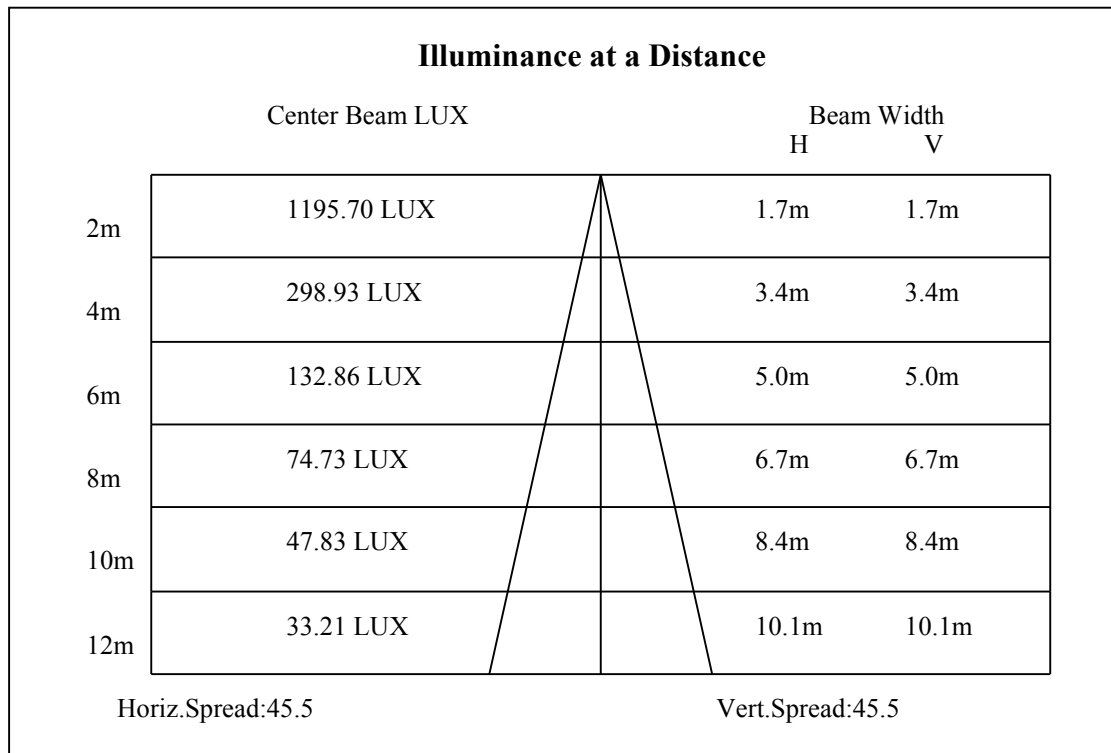 Illuminance at a Distance
Center Beam LUX Beam Width
H V
2m 1195.70 LUX 1.7m 1.7m
4m 298.93 LUX 3.4m 3.4m
6m 132.86 LUX 5.0m 5.0m
8m 74.73 LUX 6.7m 6.7m
10m 47.83 LUX 8.4m 8.4m
12m 33.21 LUX 10.1m 10.1m
Horiz.Spread:45.5 Vert.Spread:45.5